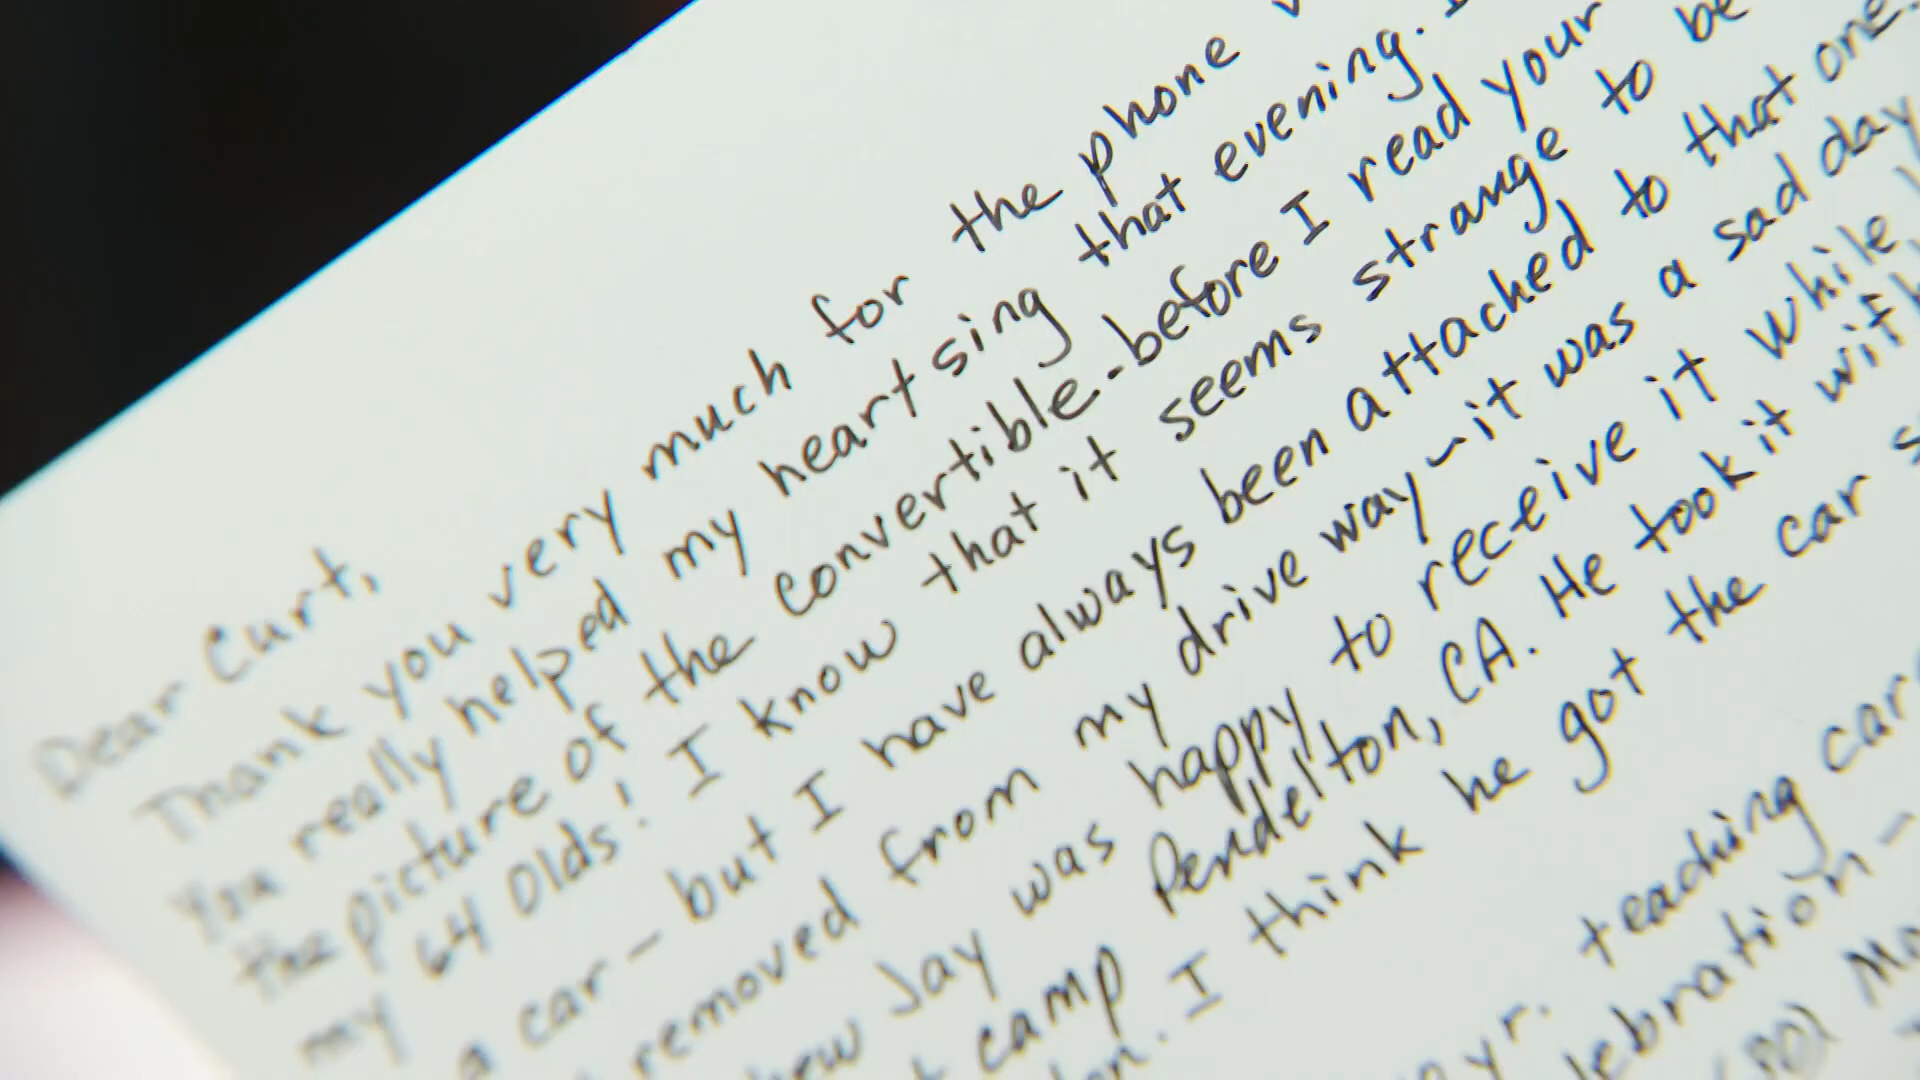 Dear Curt,
Thank you very much for the phone
You really helped my heart sing that evening.
the picture of the convertible - before I read your
my 64 Olds! I know that it seems strange to be
a car - but I have always been attached to that one.
removed from my drive way - it was a sad day
Jay was happy to receive it while
camp Pendelton, CA. He took it with
I think he got the car
yr. teaching